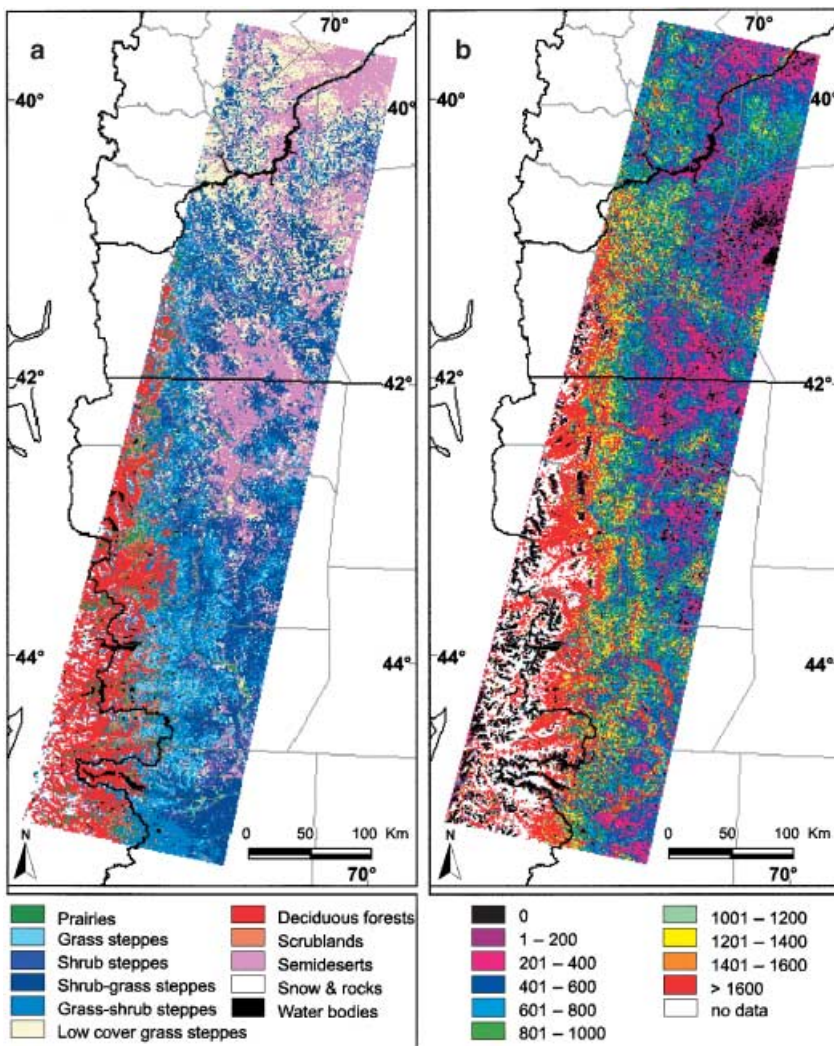 a
70°
40°
40°
42°
42°
44°
44°
N
0 50 100 Km
70°
b
70°
40°
40°
42°
42°
44°
44°
N
0 50 100 Km
70°
Prairies
Grass steppes
Shrub steppes
Shrub-grass steppes
Grass-shrub steppes
Low cover grass steppes
Deciduous forests
Scrublands
Semideserts
Snow & rocks
Water bodies
0
1 – 200
201 – 400
401 – 600
601 – 800
801 – 1000
1001 – 1200
1201 – 1400
1401 – 1600
> 1600
no data